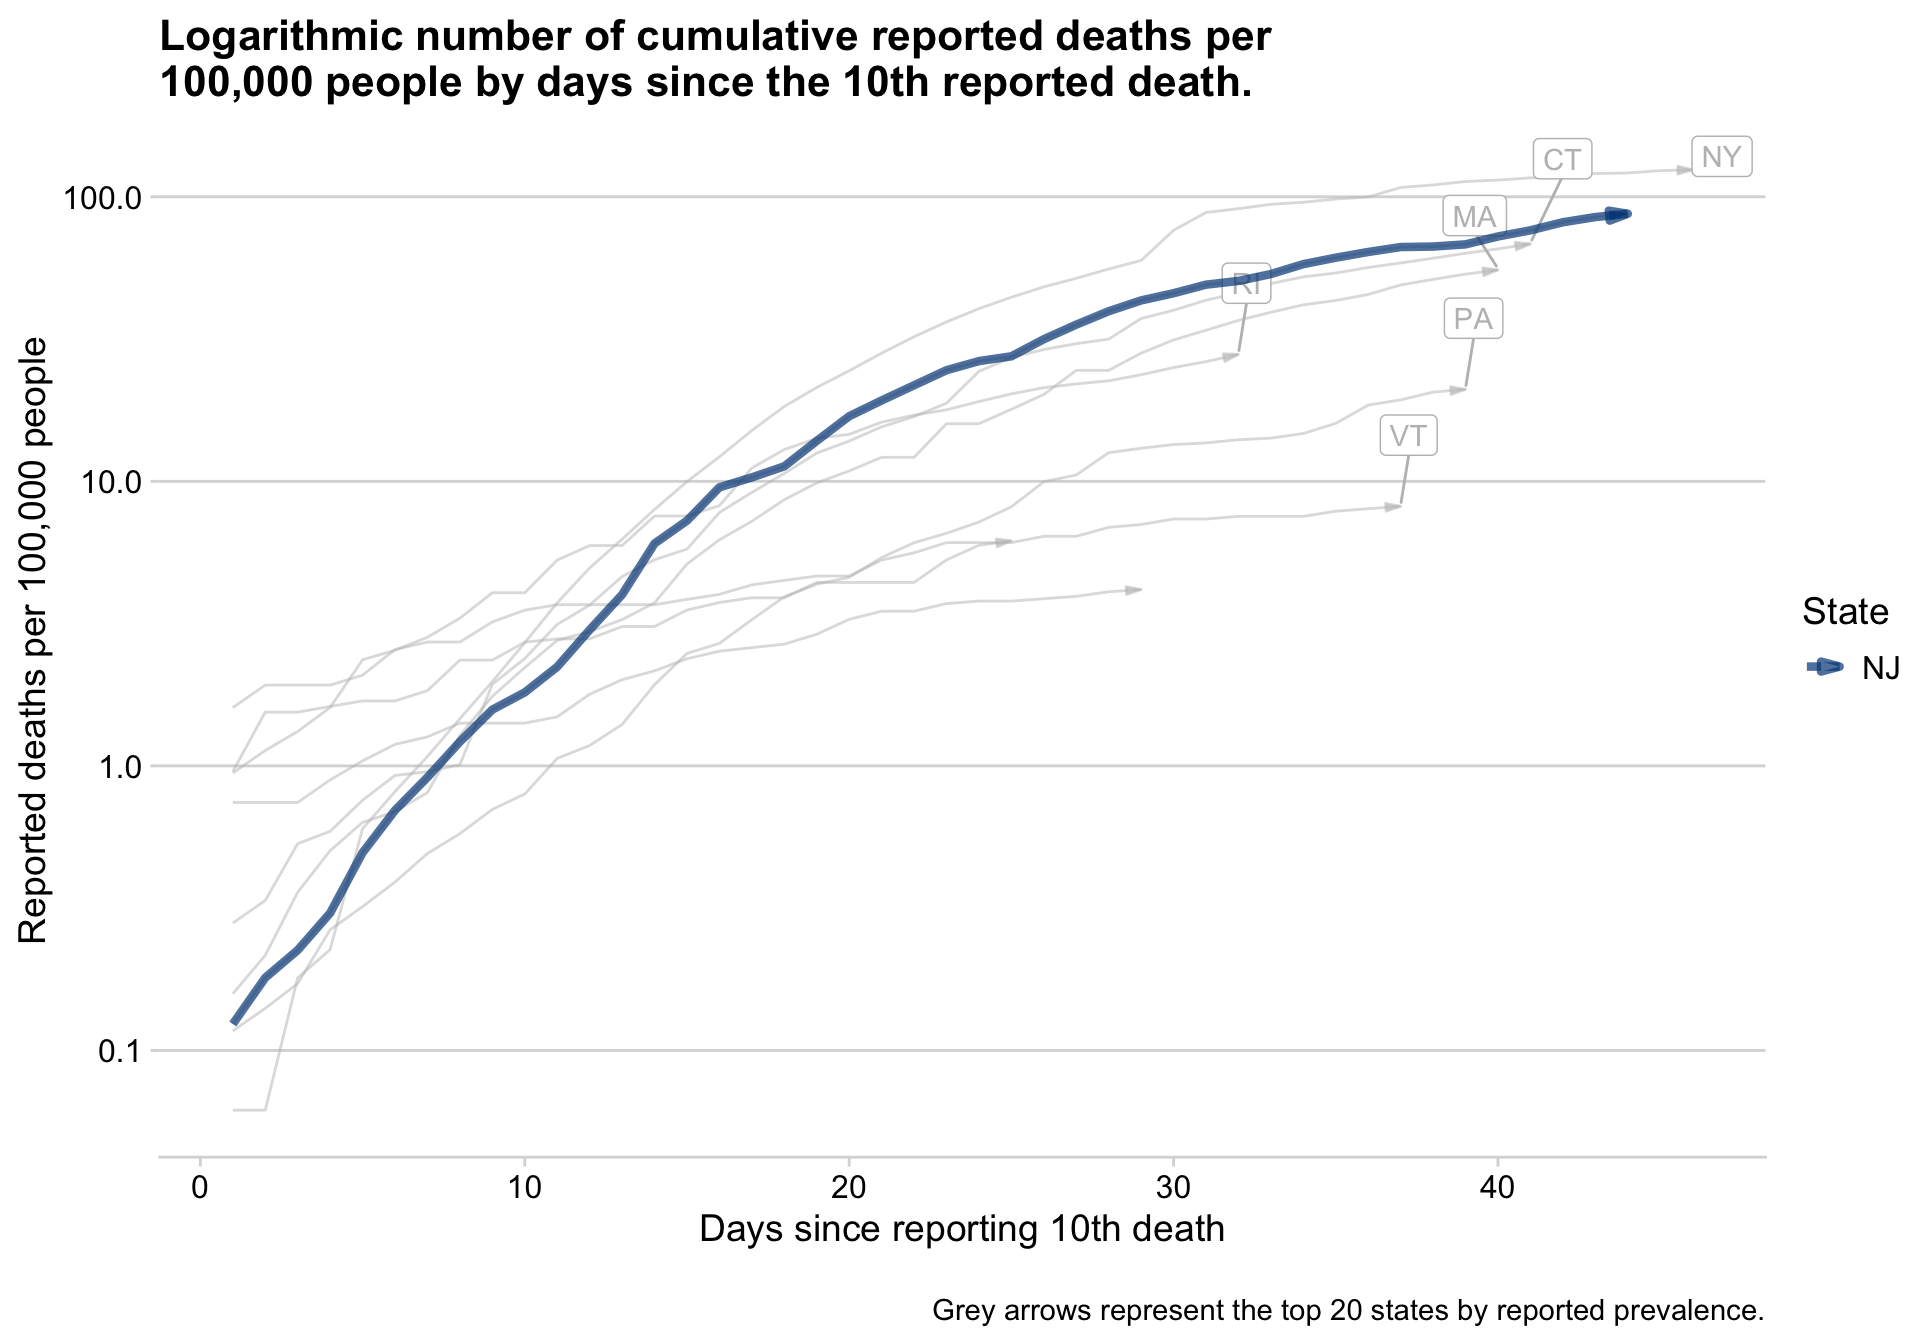 Logarithmic number of cumulative reported deaths per
100,000 people by days since the 10th reported death.
Reported deaths per 100,000 people
100.0
10.0
1.0
0.1
NY
CT
MA
RI
PA
VT
State
NJ
0
10
20
30
40
Days since reporting 10th death
Grey arrows represent the top 20 states by reported prevalence.